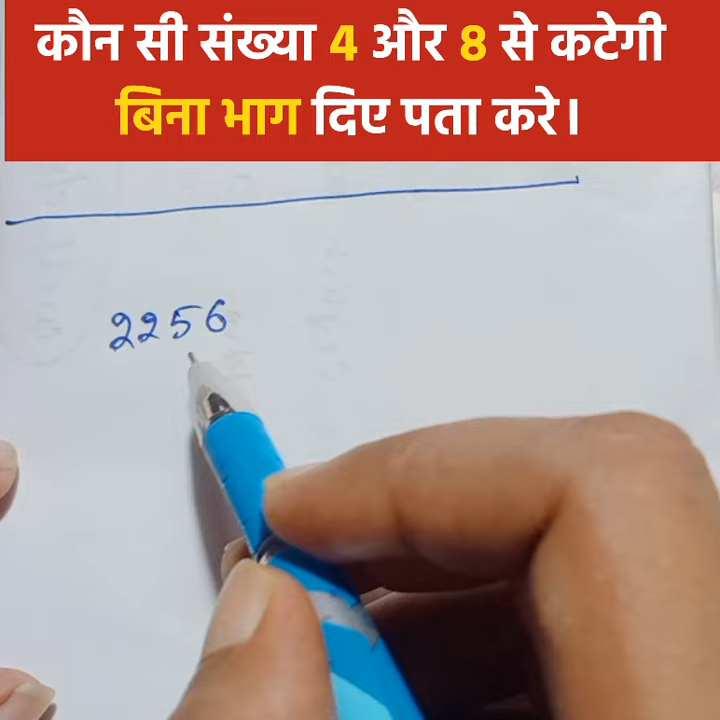 कौन सी संख्या 4 और 8 से कटेगी
बिना भाग दिए पता करे।
2256